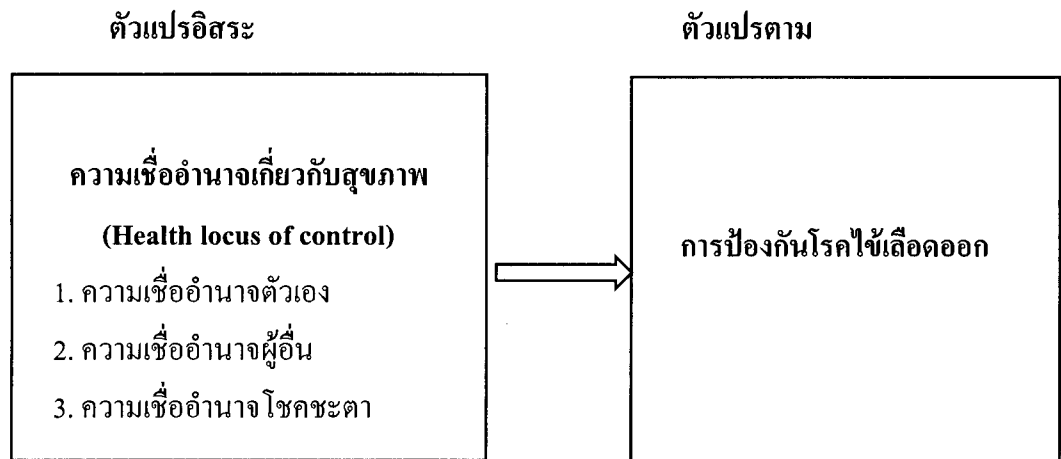 ตัวแปรอิสระ
ตัวแปรตาม
ความเชื่ออำนาจเกี่ยวกับสุขภาพ
(Health locus of control)
1. ความเชื่ออำนาจตัวเอง
2. ความเชื่ออำนาจผู้อื่น
3. ความเชื่ออำนาจโชคชะตา
การป้องกันโรคไข้เลือดออก